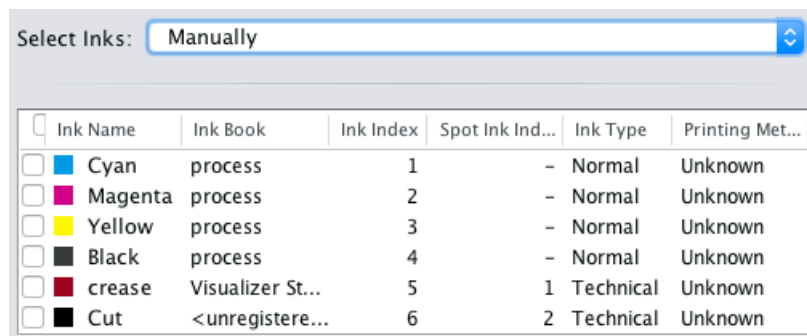 Select Inks: Manually
Ink Name Ink Book Ink Index Spot Ink Ind... Ink Type Printing Met...
Cyan process 1 – Normal Unknown
Magenta process 2 – Normal Unknown
Yellow process 3 – Normal Unknown
Black process 4 – Normal Unknown
crease Visualizer St... 5 1 Technical Unknown
Cut <unregistere... 6 2 Technical Unknown